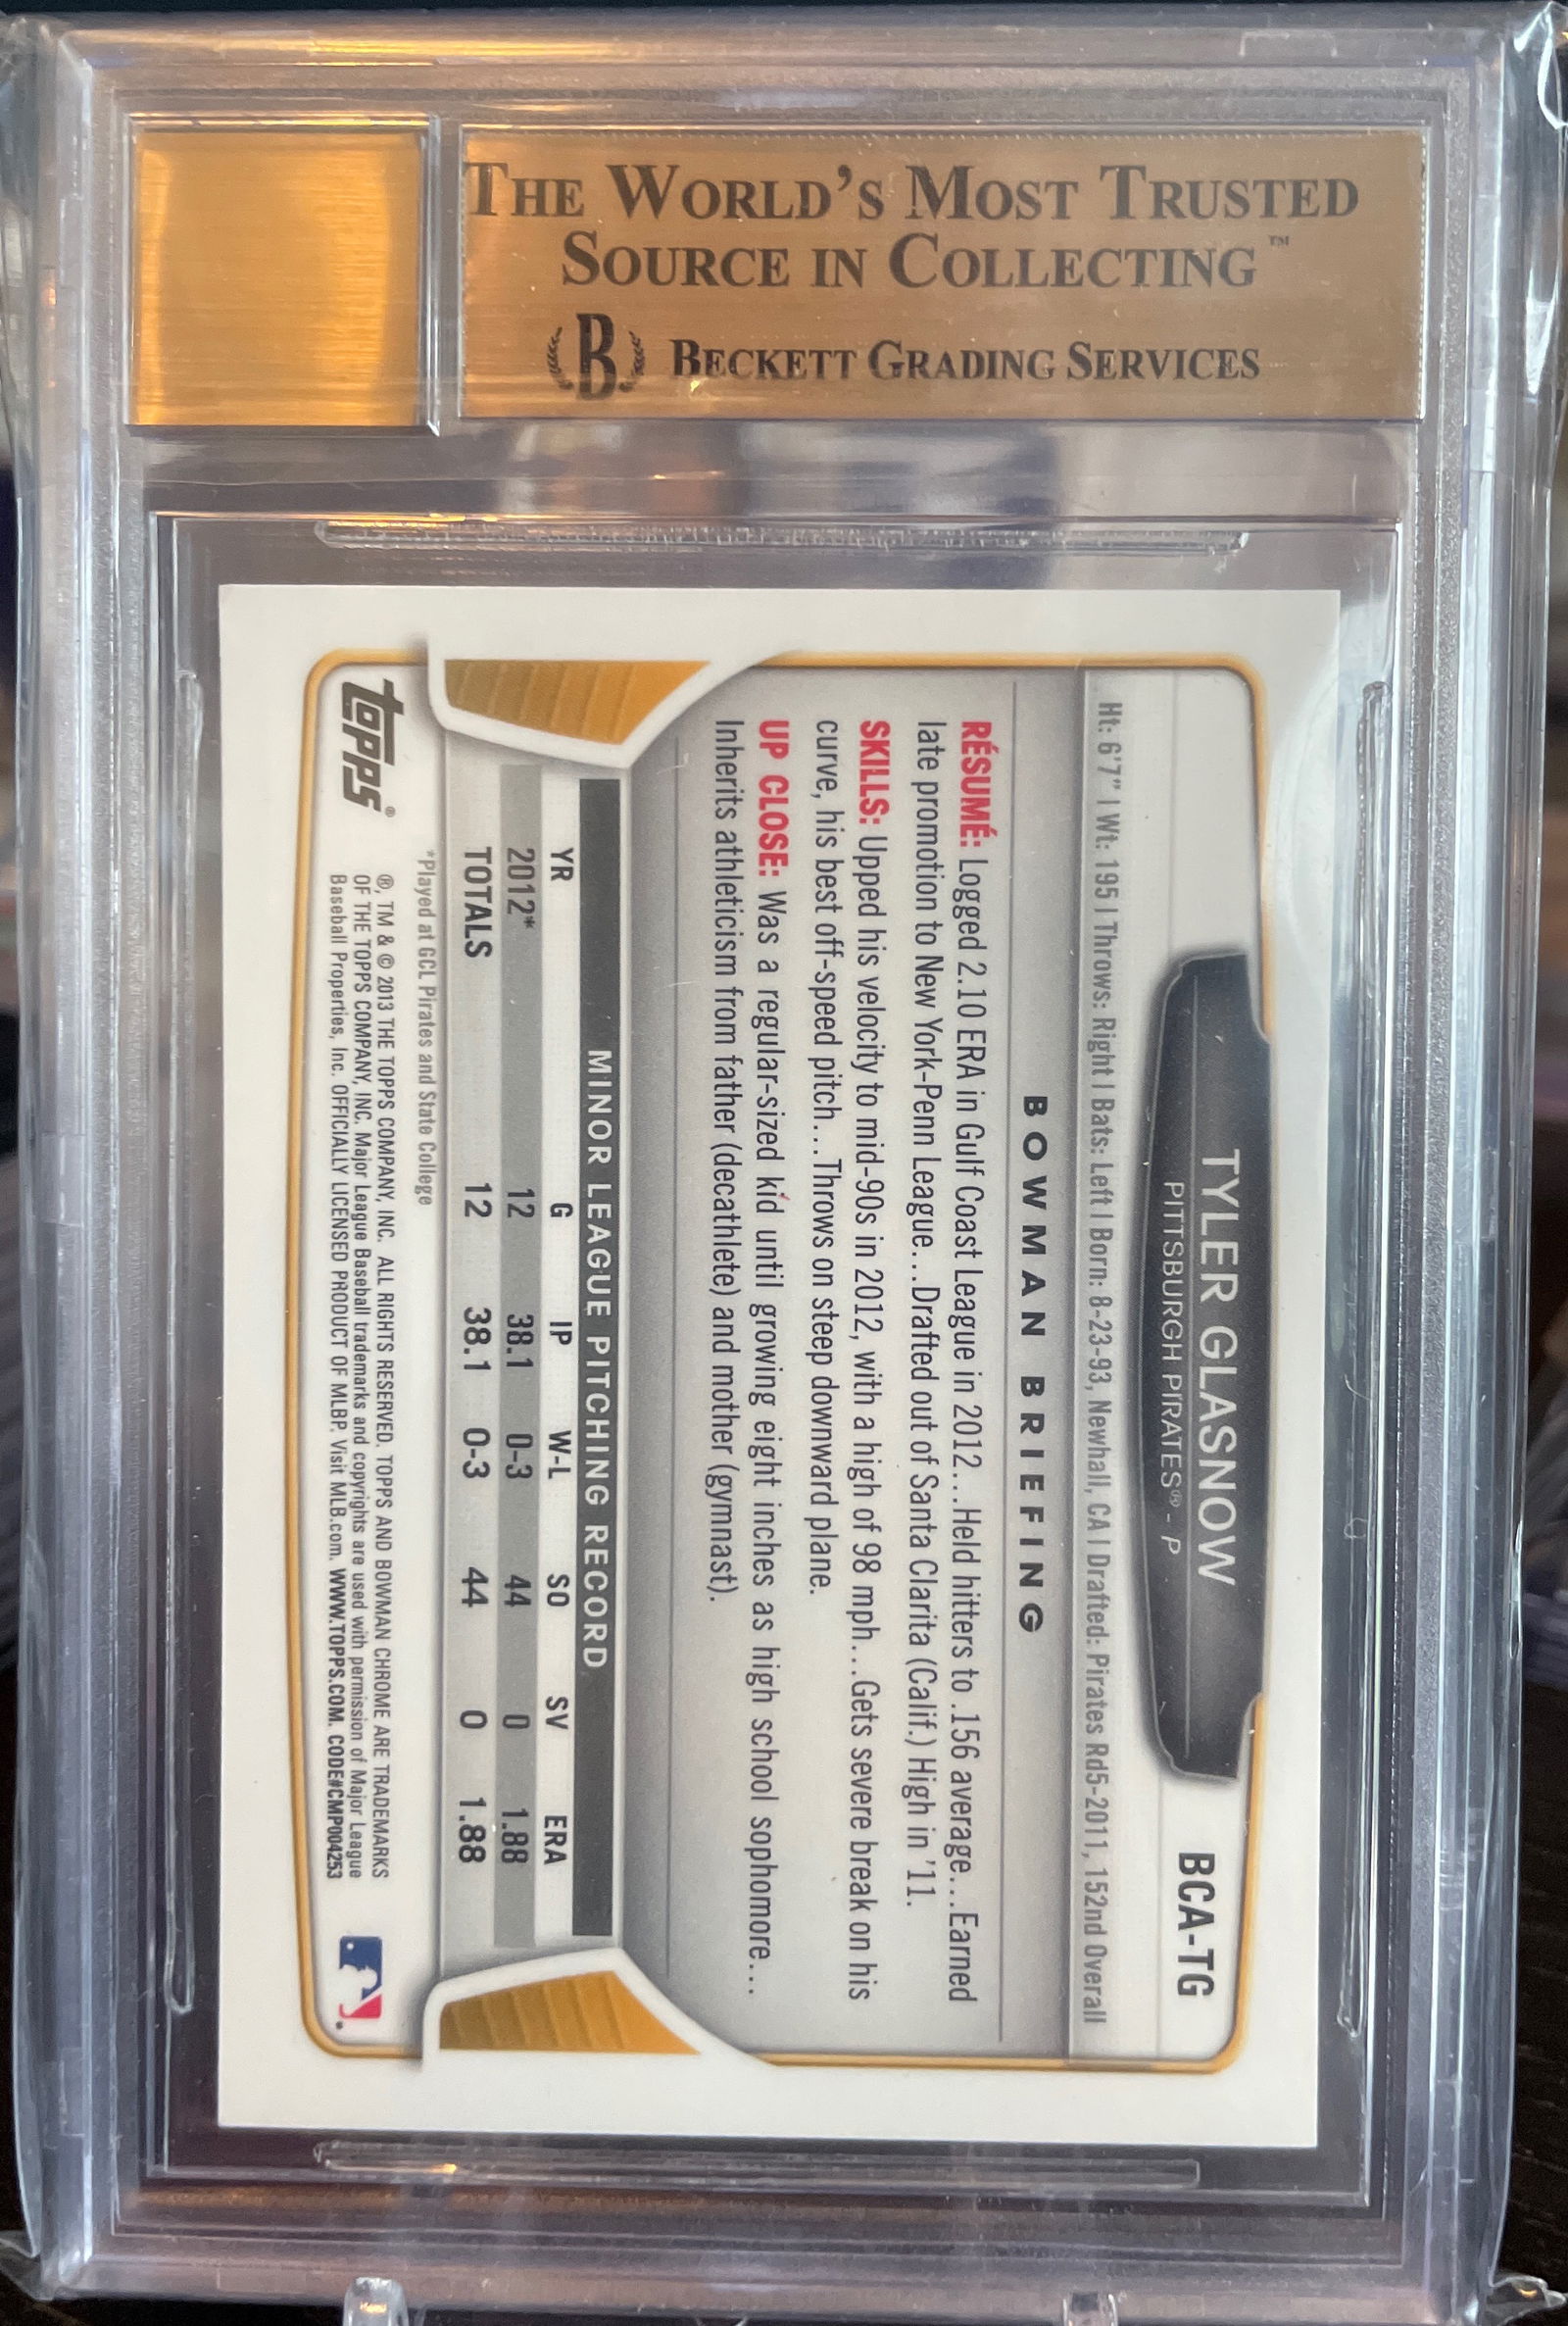 THE WORLD'S MOST TRUSTED
SOURCE IN COLLECTING™
B BECKETT GRADING SERVICES
TYLER GLASNOW
PITTSBURGH PIRATES® - P
BCA-TG
Ht: 6'7" | Wt: 195 | Throws: Right | Bats: Left | Born: 8-23-93, Newhall, CA | Drafted: Pirates Rd5-2011, 152nd Overall
BOWMAN BRIEFING
RÉSUMÉ: Logged 2.10 ERA in Gulf Coast League in 2012...Held hitters to .156 average...Earned
late promotion to New York-Penn League...Drafted out of Santa Clarita (Calif.) High in '11.
SKILLS: Upped his velocity to mid-90s in 2012, with a high of 98 mph...Gets severe break on his
curve, his best off-speed pitch...Throws on steep downward plane.
UP CLOSE: Was a regular-sized kid until growing eight inches as high school sophomore...
Inherits athleticism from father (decathlete) and mother (gymnast).
MINOR LEAGUE PITCHING RECORD
YR G IP W-L SO SV ERA
2012* 12 38.1 0-3 44 0 1.88
TOTALS 12 38.1 0-3 44 0 1.88
*Played at GCL Pirates and State College
topps®
®, TM & © 2013 THE TOPPS COMPANY, INC. ALL RIGHTS RESERVED. TOPPS AND BOWMAN CHROME ARE TRADEMARKS
OF THE TOPPS COMPANY, INC. Major League Baseball trademarks and copyrights are used with permission of Major League
Baseball Properties, Inc. OFFICIALLY LICENSED PRODUCT OF MLBP. Visit MLB.com. WWW.TOPPS.COM. CODE#CMP004253